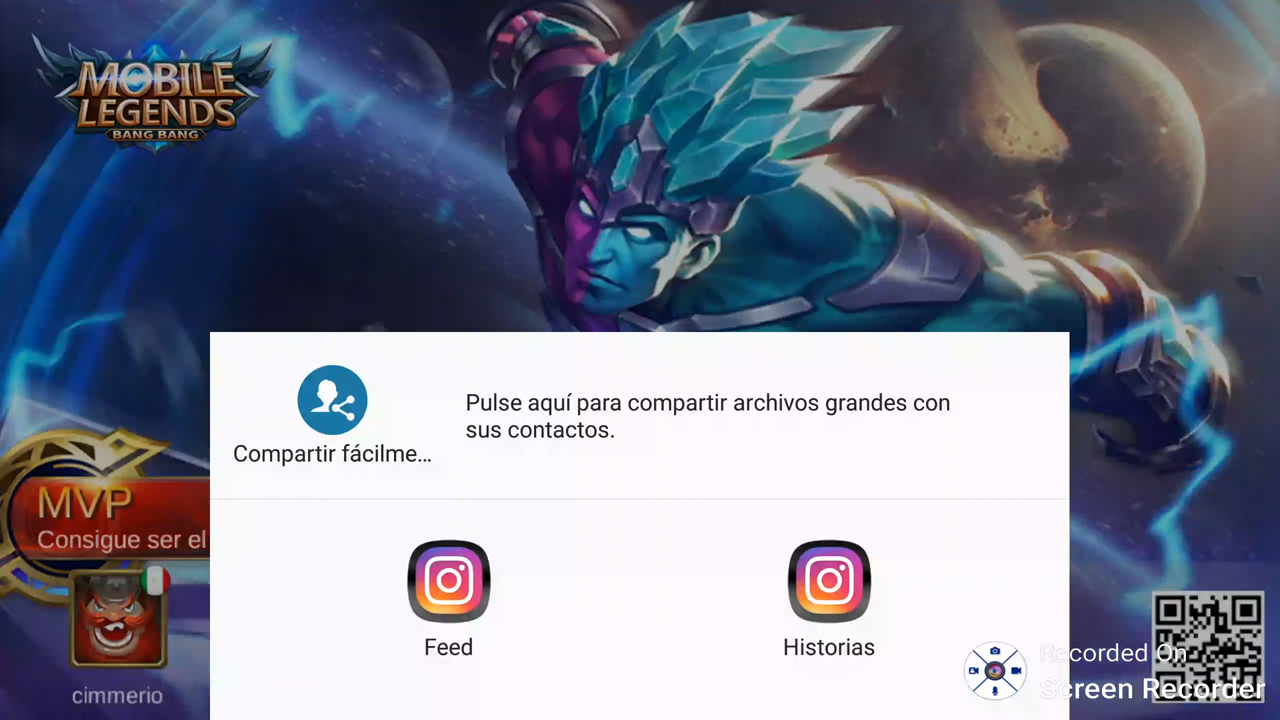 MOBILE
LEGENDS
BANG BANG
Pulse aquí para compartir archivos grandes con
sus contactos.
Compartir fácilme...
MVP
Consigue ser el
Feed
Historias
cimmerio
Recorded On
Screen Recorder